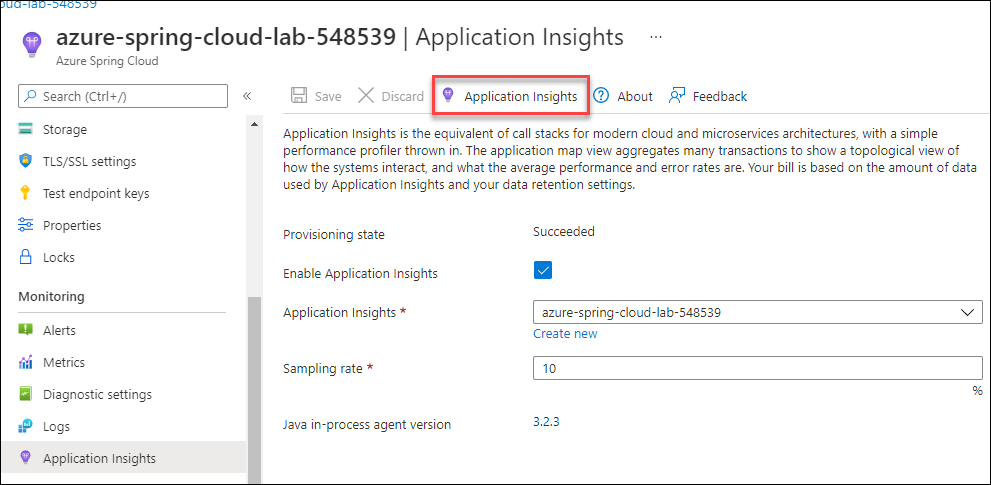 oud-lab-548539
azure-spring-cloud-lab-548539 | Application Insights ...
Azure Spring Cloud
Search (Ctrl+/)
«
Storage
TLS/SSL settings
Test endpoint keys
Properties
Locks
Monitoring
Alerts
Metrics
Diagnostic settings
Logs
Application Insights
Save
Discard
Application Insights
About
Feedback
Application Insights is the equivalent of call stacks for modern cloud and microservices architectures, with a simple
performance profiler thrown in. The application map view aggregates many transactions to show a topological view of
how the systems interact, and what the average performance and error rates are. Your bill is based on the amount of data
used by Application Insights and your data retention settings.
Provisioning state
Succeeded
Enable Application Insights
Application Insights *
azure-spring-cloud-lab-548539
Create new
Sampling rate *
10
%
Java in-process agent version
3.2.3